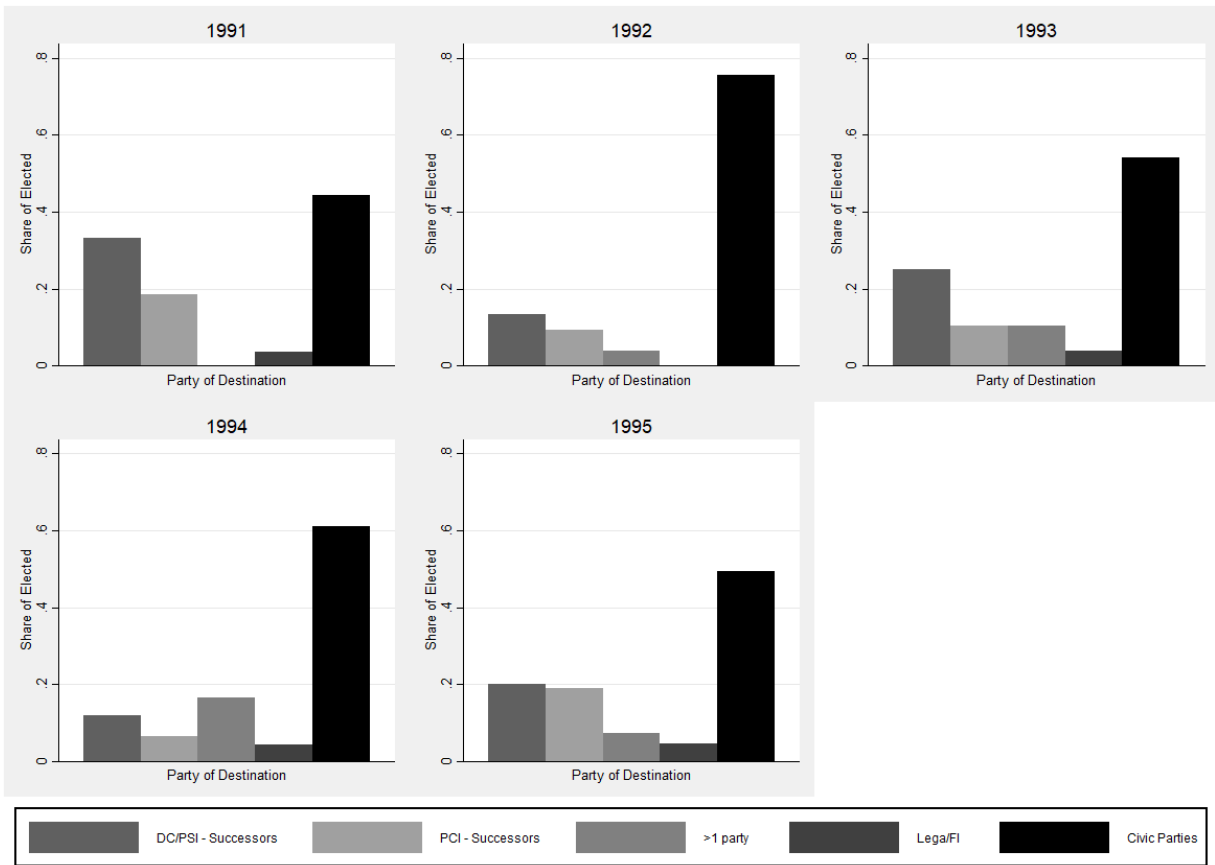 1991
Share of Elected
0 .2 .4 .6 .8
Party of Destination
1992
Share of Elected
0 .2 .4 .6 .8
Party of Destination
1993
Share of Elected
0 .2 .4 .6 .8
Party of Destination
1994
Share of Elected
0 .2 .4 .6 .8
Party of Destination
1995
Share of Elected
0 .2 .4 .6 .8
Party of Destination
DC/PSI - Successors PCI - Successors >1 party Lega/FI Civic Parties